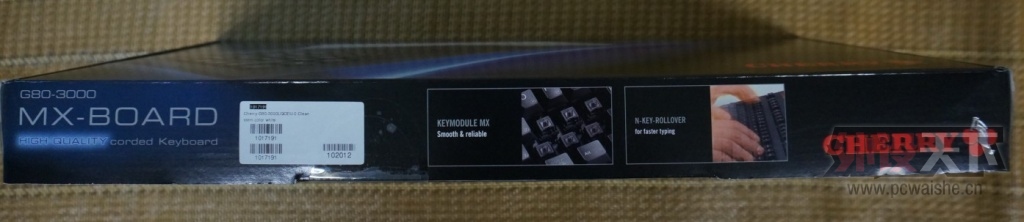 G80-3000
MX-BOARD
HIGH QUALITY corded Keyboard
1017191
1017191
102012
KEYMODULE MX
Smooth & reliable
N-KEY-ROLLOVER
for faster typing
CHERRY
www.pcwaishe.cn